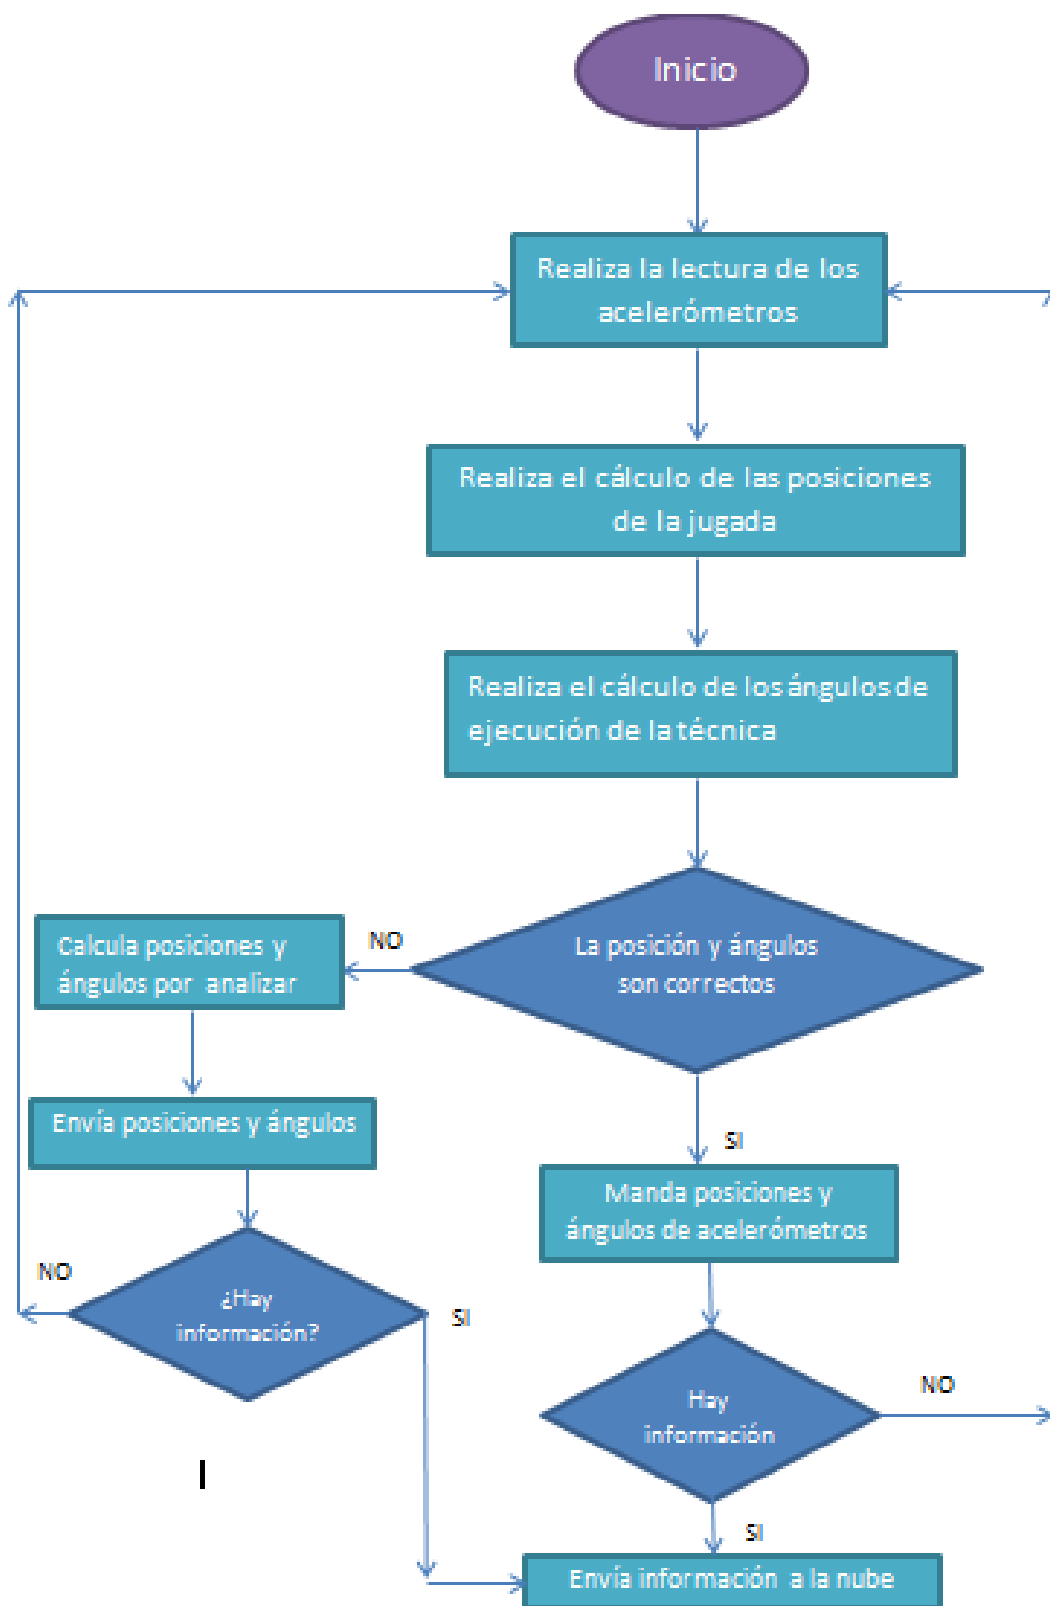 Inicio
Realiza la lectura de los
acelerómetros
Realiza el cálculo de las posiciones
de la jugada
Realiza el cálculo de los ángulos de
ejecución de la técnica
La posición y ángulos
son correctos
NO
Calcula posiciones y
ángulos por analizar
Envía posiciones y ángulos
¿Hay
información?
NO
SI
SI
Manda posiciones y
ángulos de acelerómetros
Hay
información
NO
SI
Envía información a la nube